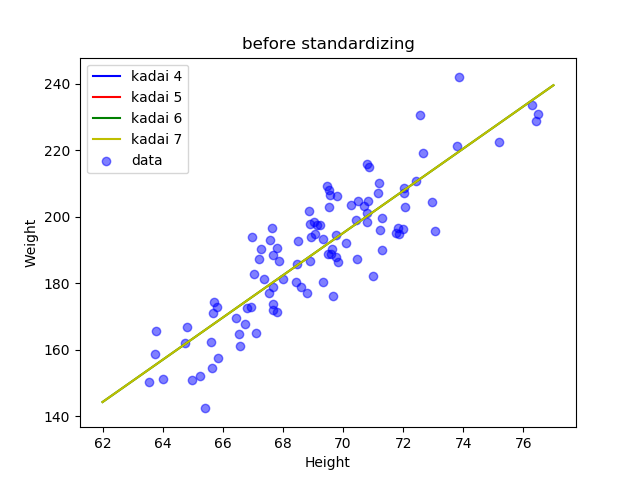 before standardizing
kadai 4
kadai 5
kadai 6
kadai 7
data
240
220
200
180
160
140
Weight
62 64 66 68 70 72 74 76
Height